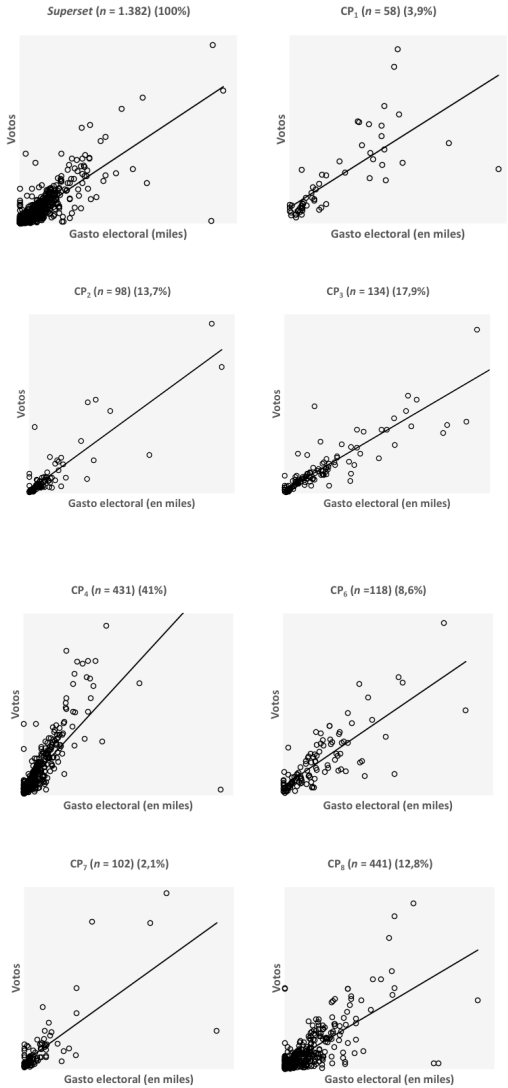 Superset (n = 1.382) (100%)
Votos
Gasto electoral (miles)
CP₁ (n = 58) (3,9%)
Votos
Gasto electoral (en miles)
CP₂ (n = 98) (13,7%)
Votos
Gasto electoral (en miles)
CP₃ (n = 134) (17,9%)
Votos
Gasto electoral (en miles)
CP₄ (n = 431) (41%)
Votos
Gasto electoral (en miles)
CP₆ (n =118) (8,6%)
Votos
Gasto electoral (en miles)
CP₇ (n = 102) (2,1%)
Votos
Gasto electoral (en miles)
CP₈ (n = 441) (12,8%)
Votos
Gasto electoral (en miles)